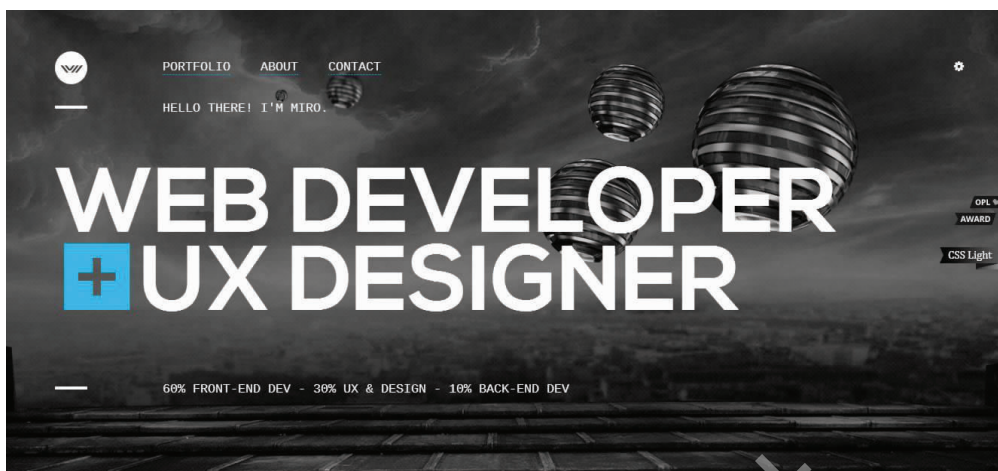 PORTFOLIO ABOUT CONTACT
HELLO THERE! I'M MIRO.
WEB DEVELOPER
+ UX DESIGNER
OPL
AWARD
CSS Light
60% FRONT-END DEV - 30% UX & DESIGN - 10% BACK-END DEV